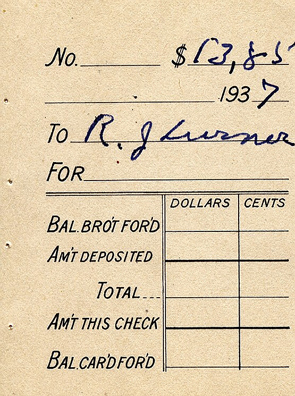 No. $ 13,85
1937
To R. J Turner
For
DOLLARS CENTS
BAL. BRO'T FOR'D
AM'T DEPOSITED
TOTAL...
AM'T THIS CHECK
BAL. CAR'D FOR'D